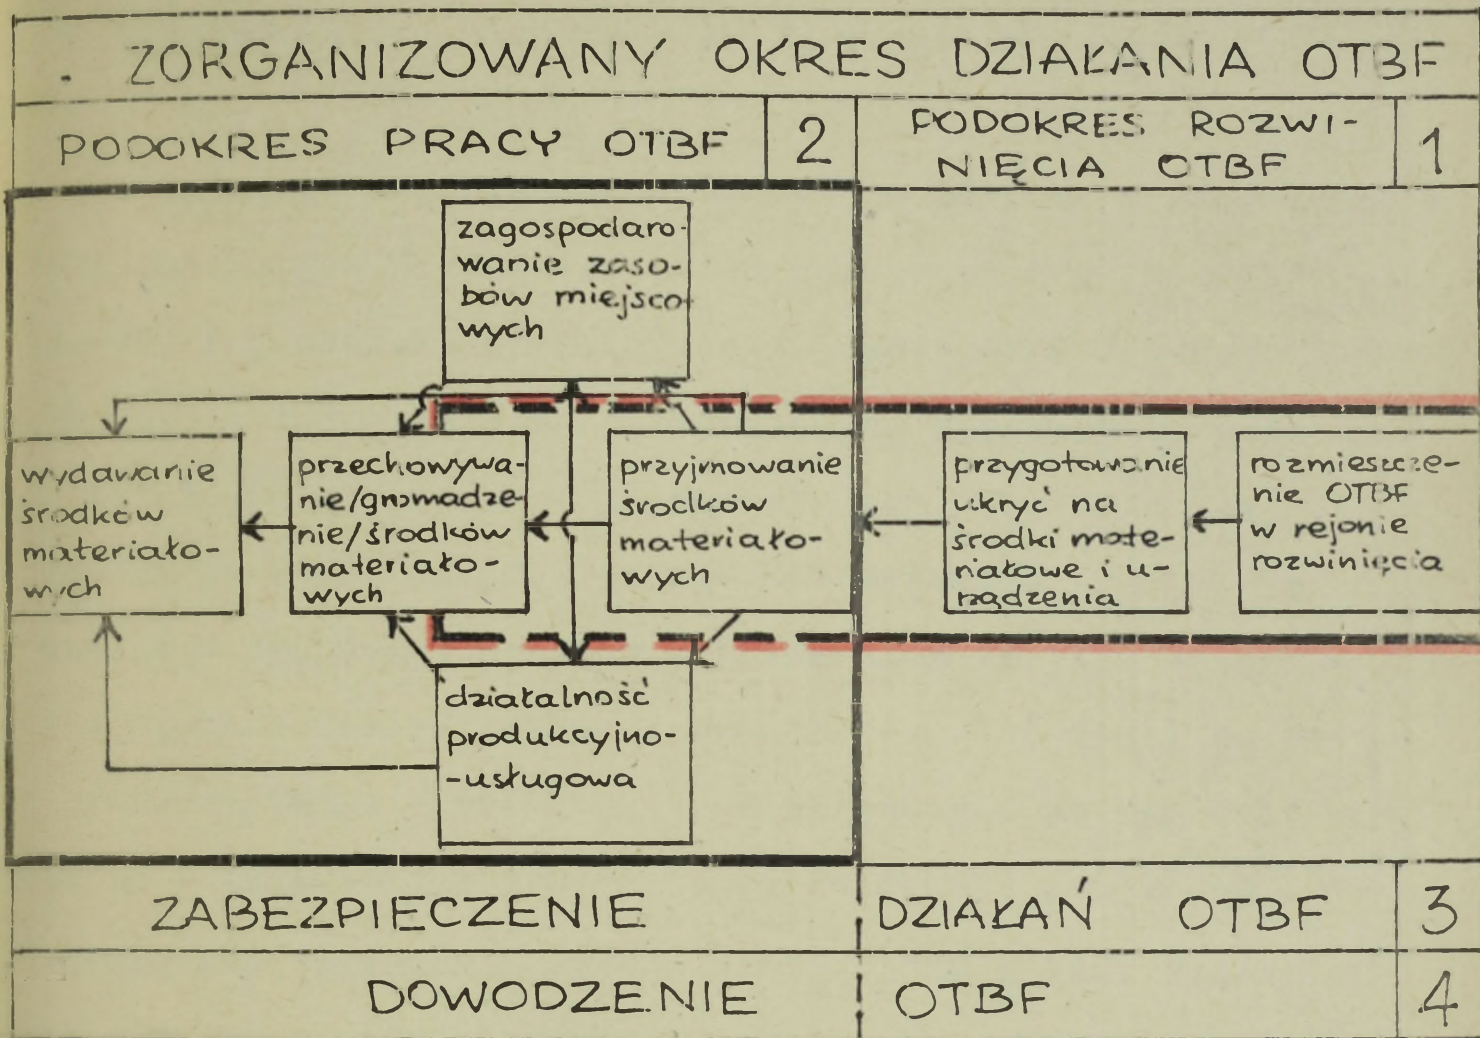 ZORGANIZOWANY OKRES DZIAŁANIA OTBF
PODOKRES PRACY OTBF
2
PODOKRES ROZWI-
NIĘCIA OTBF
1
zagospodaro-
wanie zaso-
bów miejsco-
wych
wydawanie
środków
materiało-
wych
przechowywa-
nie/gromadze-
nie/środków
materiało-
wych
przyjmowanie
środków
materiało-
wych
przygotowanie
ukryć na
środki mate-
riałowe i u-
rządzenia
rozmieszcze-
nie OTBF
w rejonie
rozwinięcia
działalność
produkcyjno-
-usługowa
ZABEZPIECZENIE DZIAŁAŃ OTBF
3
DOWODZENIE OTBF
4